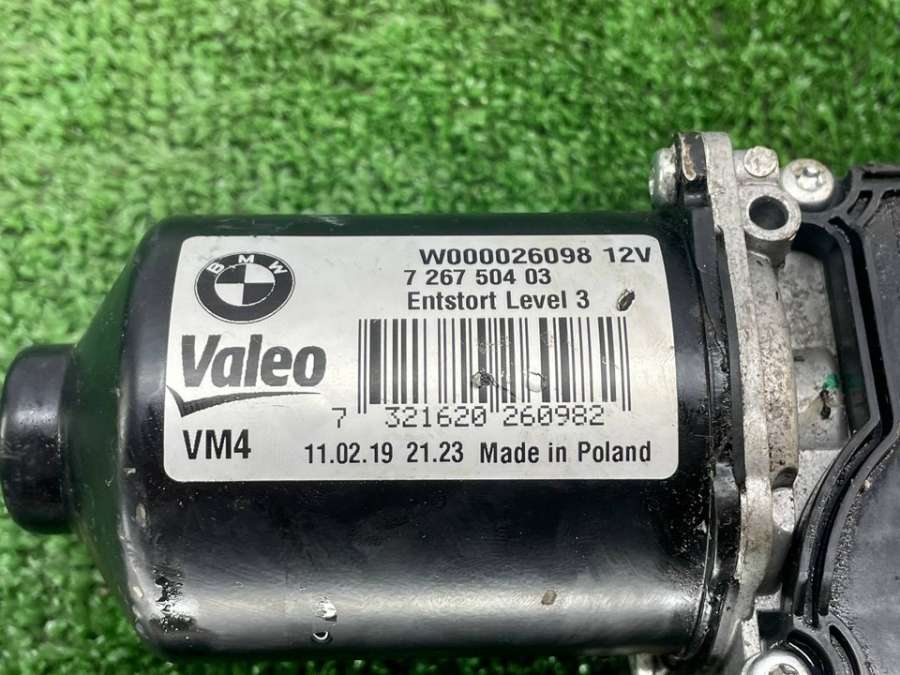 BMW
W000026098 12V
7 267 504 03
Entstort Level 3
Valeo
7 321620 260982
VM4
11.02.19 21.23 Made in Poland